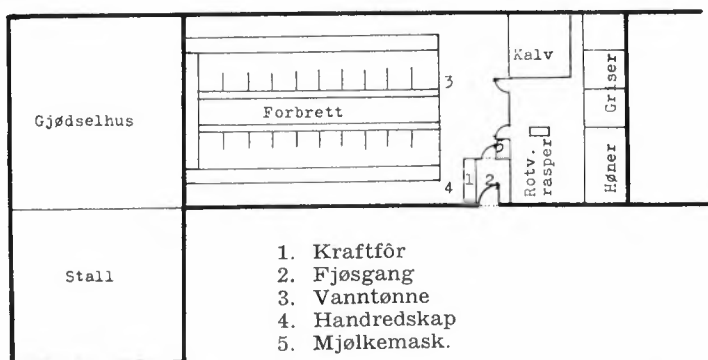 Kalv
Griser
3
Gjødselhus
Forbrett
Rotv.
rasper
5
Høner
1
2
4
Stall
1. Kraftfôr
2. Fjøsgang
3. Vanntønne
4. Handredskap
5. Mjølkemask.